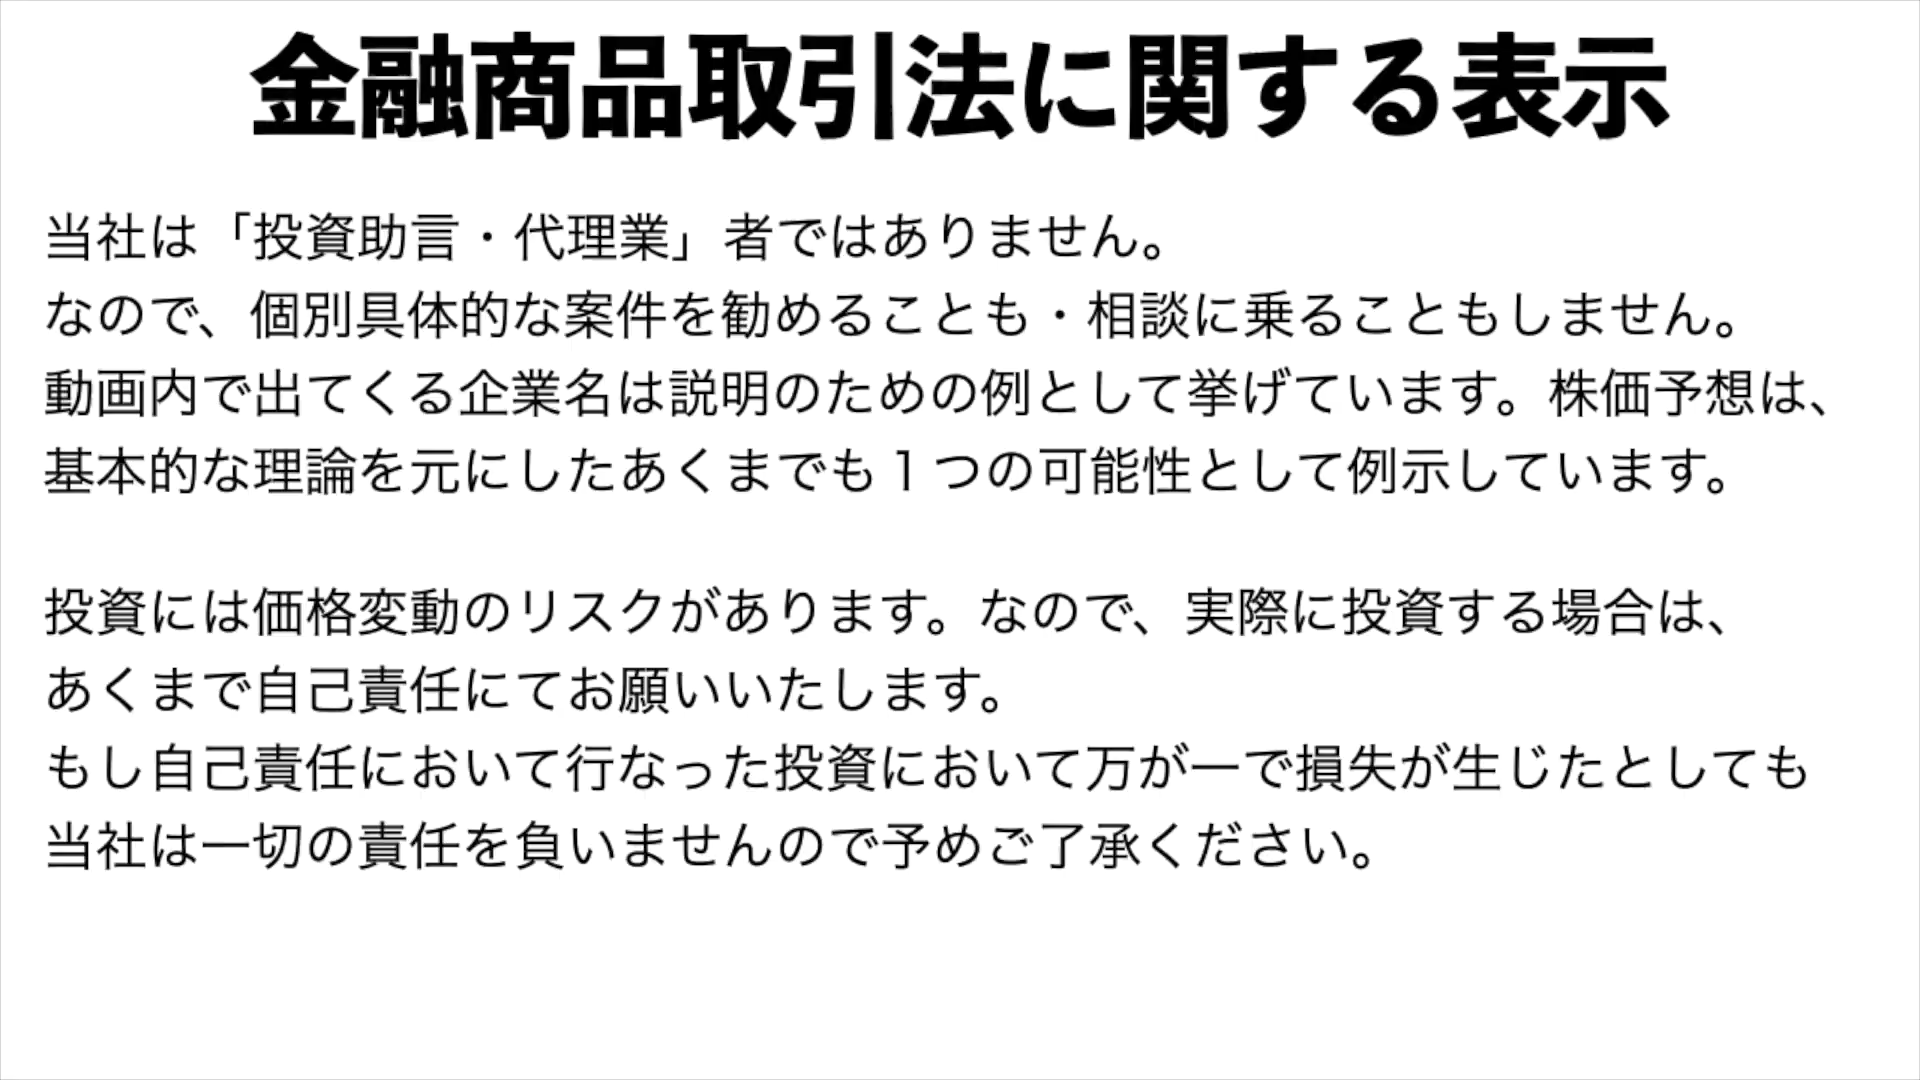 金融商品取引法に関する表示
当社は「投資助言・代理業」者ではありません。
なので、個別具体的な案件を勧めることも・相談に乗ることもしません。
動画内で出てくる企業名は説明のための例として挙げています。株価予想は、
基本的な理論を元にしたあくまでも１つの可能性として例示しています。
投資には価格変動のリスクがあります。なので、実際に投資する場合は、
あくまで自己責任にてお願いいたします。
もし自己責任において行なった投資において万が一で損失が生じたとしても
当社は一切の責任を負いませんので予めご了承ください。